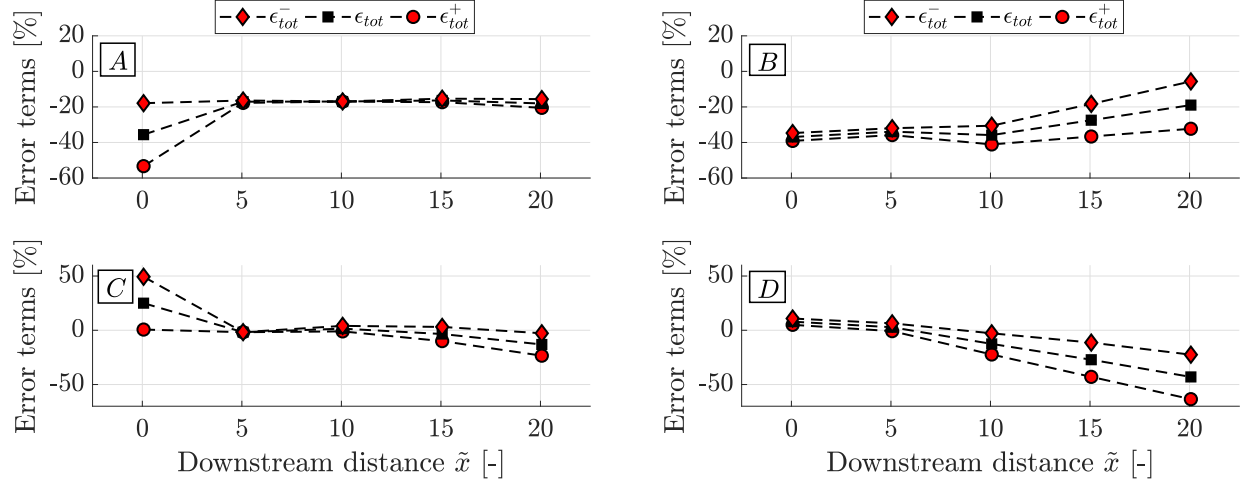 ϵ⁻tot ϵtot ϵ⁺tot
Error terms [%]
20
0
-20
-40
-60
A
0 5 10 15 20
ϵ⁻tot ϵtot ϵ⁺tot
Error terms [%]
20
0
-20
-40
-60
B
0 5 10 15 20
Error terms [%]
50
0
-50
C
0 5 10 15 20
Downstream distance x̃ [-]
Error terms [%]
50
0
-50
D
0 5 10 15 20
Downstream distance x̃ [-]